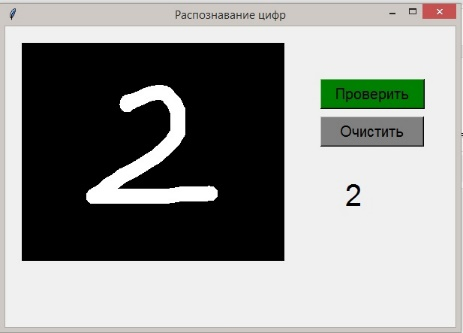 Распознавание цифр
2
Проверить
Очистить
2